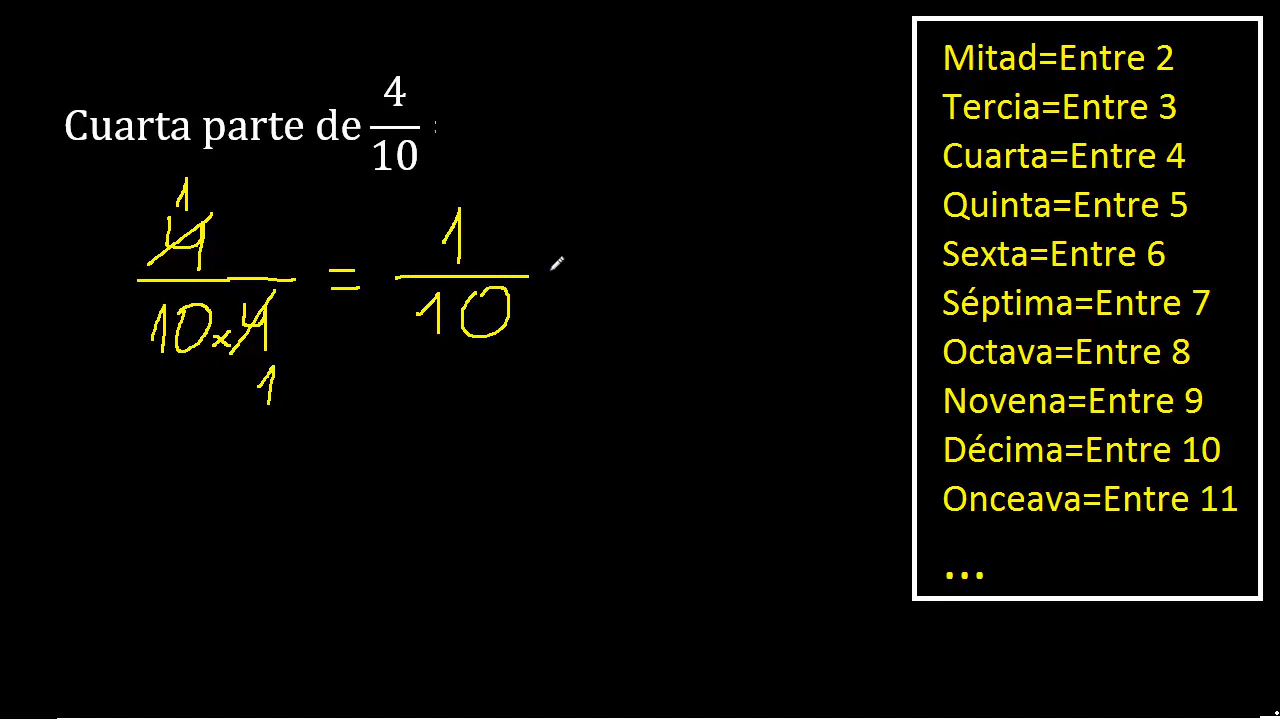 Cuarta parte de 4/10 :
1
4/10×4 = 1/10
1
Mitad=Entre 2
Tercia=Entre 3
Cuarta=Entre 4
Quinta=Entre 5
Sexta=Entre 6
Séptima=Entre 7
Octava=Entre 8
Novena=Entre 9
Décima=Entre 10
Onceava=Entre 11
...